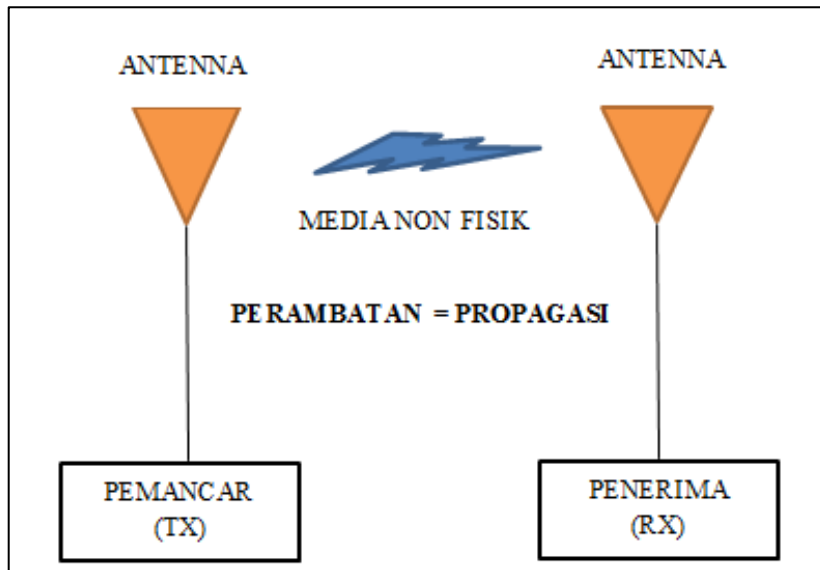 ANTENNA
ANTENNA
MEDIA NON FISIK
PERAMBATAN = PROPAGASI
PEMANCAR
(TX)
PENERIMA
(RX)